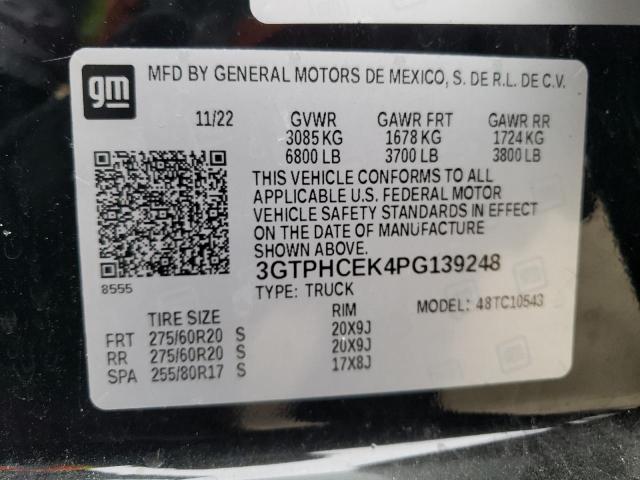 gm MFD BY GENERAL MOTORS DE MEXICO, S. DE R.L. DE C.V.
11/22 GVWR GAWR FRT GAWR RR
3085 KG 1678 KG 1724 KG
6800 LB 3700 LB 3800 LB
THIS VEHICLE CONFORMS TO ALL
APPLICABLE U.S. FEDERAL MOTOR
VEHICLE SAFETY STANDARDS IN EFFECT
ON THE DATE OF MANUFACTURE
SHOWN ABOVE.
8555 3GTPHCEK4PG139248
TYPE: TRUCK MODEL: 48TC10543
TIRE SIZE RIM
FRT 275/60R20 S 20X9J
RR 275/60R20 S 20X9J
SPA 255/80R17 S 17X8J